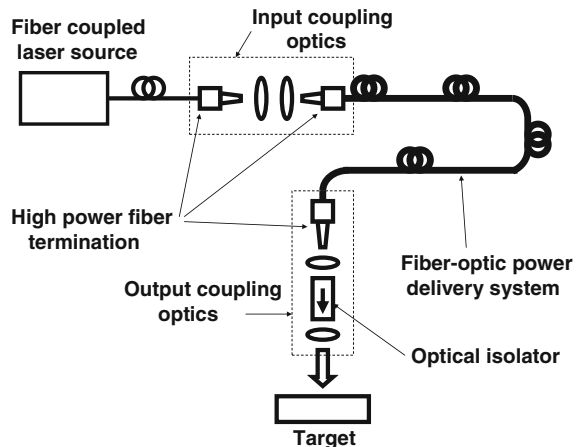 Fiber coupled
laser source
Input coupling
optics
High power fiber
termination
Fiber-optic power
delivery system
Output coupling
optics
Optical isolator
Target